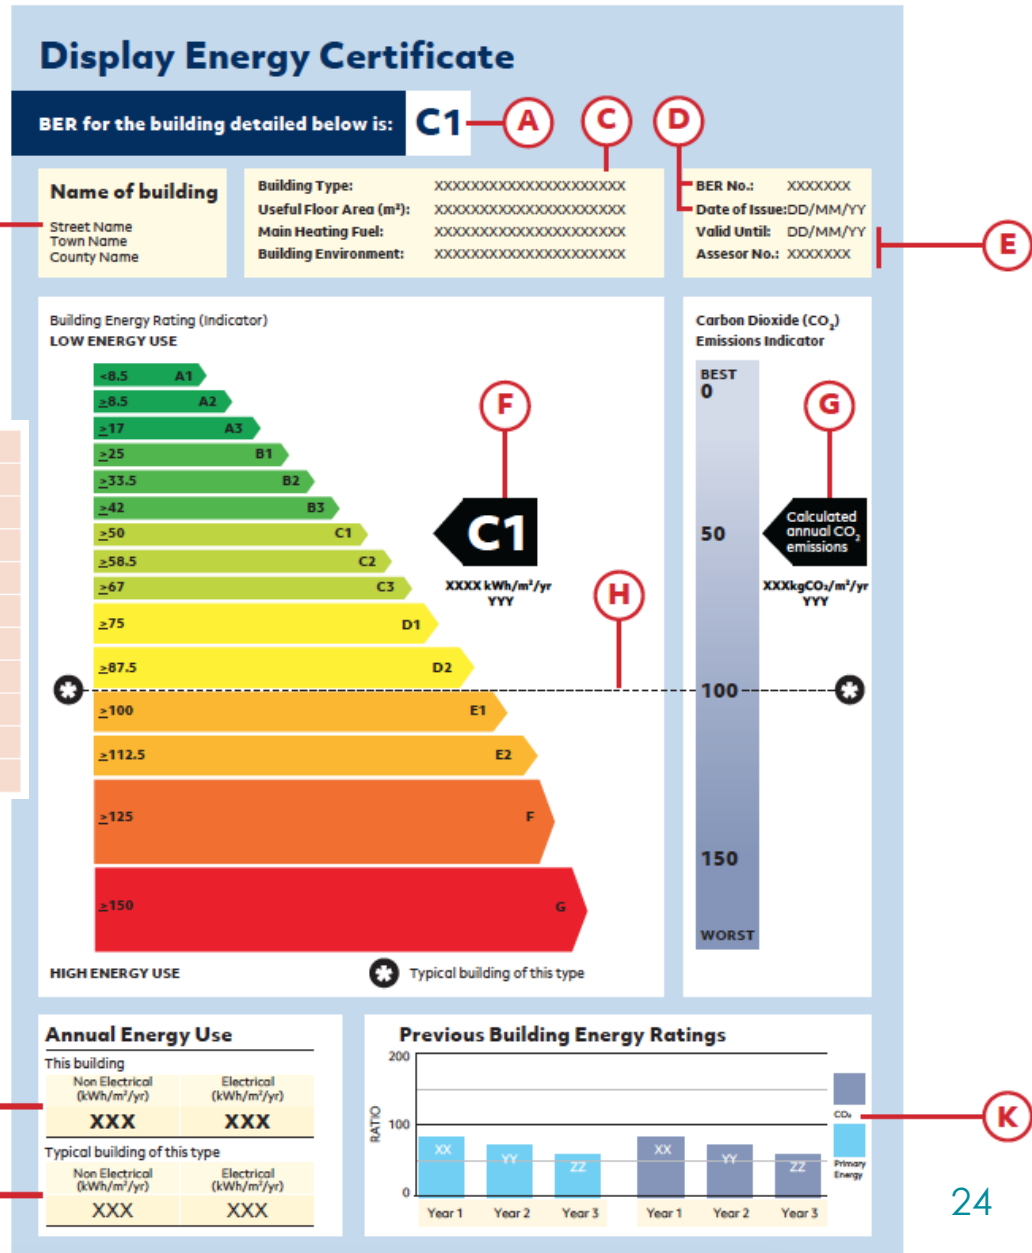 Display Energy Certificate
BER for the building detailed below is: C1
A
C
D
Name of building
Street Name
Town Name
County Name
Building Type: XXXXXXXXXXXXXXXXXXXXX
Useful Floor Area (m²): XXXXXXXXXXXXXXXXXXXXX
Main Heating Fuel: XXXXXXXXXXXXXXXXXXXXX
Building Environment: XXXXXXXXXXXXXXXXXXXXX
BER No.: XXXXXXX
Date of Issue:DD/MM/YY
Valid Until: DD/MM/YY
Assesor No.: XXXXXXX
E
Building Energy Rating (Indicator)
LOW ENERGY USE
<8.5 A1
≥8.5 A2
≥17 A3
≥25 B1
≥33.5 B2
≥42 B3
≥50 C1
≥58.5 C2
≥67 C3
≥75 D1
≥87.5 D2
≥100 E1
≥112.5 E2
≥125 F
≥150 G
HIGH ENERGY USE
F
C1
XXXX kWh/m²/yr
YYY
H
Typical building of this type
Carbon Dioxide (CO₂)
Emissions Indicator
BEST
0
50
100
150
WORST
G
Calculated
annual CO₂
emissions
XXXkgCO₂/m²/yr
YYY
Annual Energy Use
This building
Non Electrical (kWh/m²/yr)
Electrical (kWh/m²/yr)
XXX XXX
Typical building of this type
Non Electrical (kWh/m²/yr)
Electrical (kWh/m²/yr)
XXX XXX
Previous Building Energy Ratings
RATIO
200
100
0
XX YY ZZ XX YY ZZ
Year 1 Year 2 Year 3 Year 1 Year 2 Year 3
CO₂
Primary
Energy
K
24